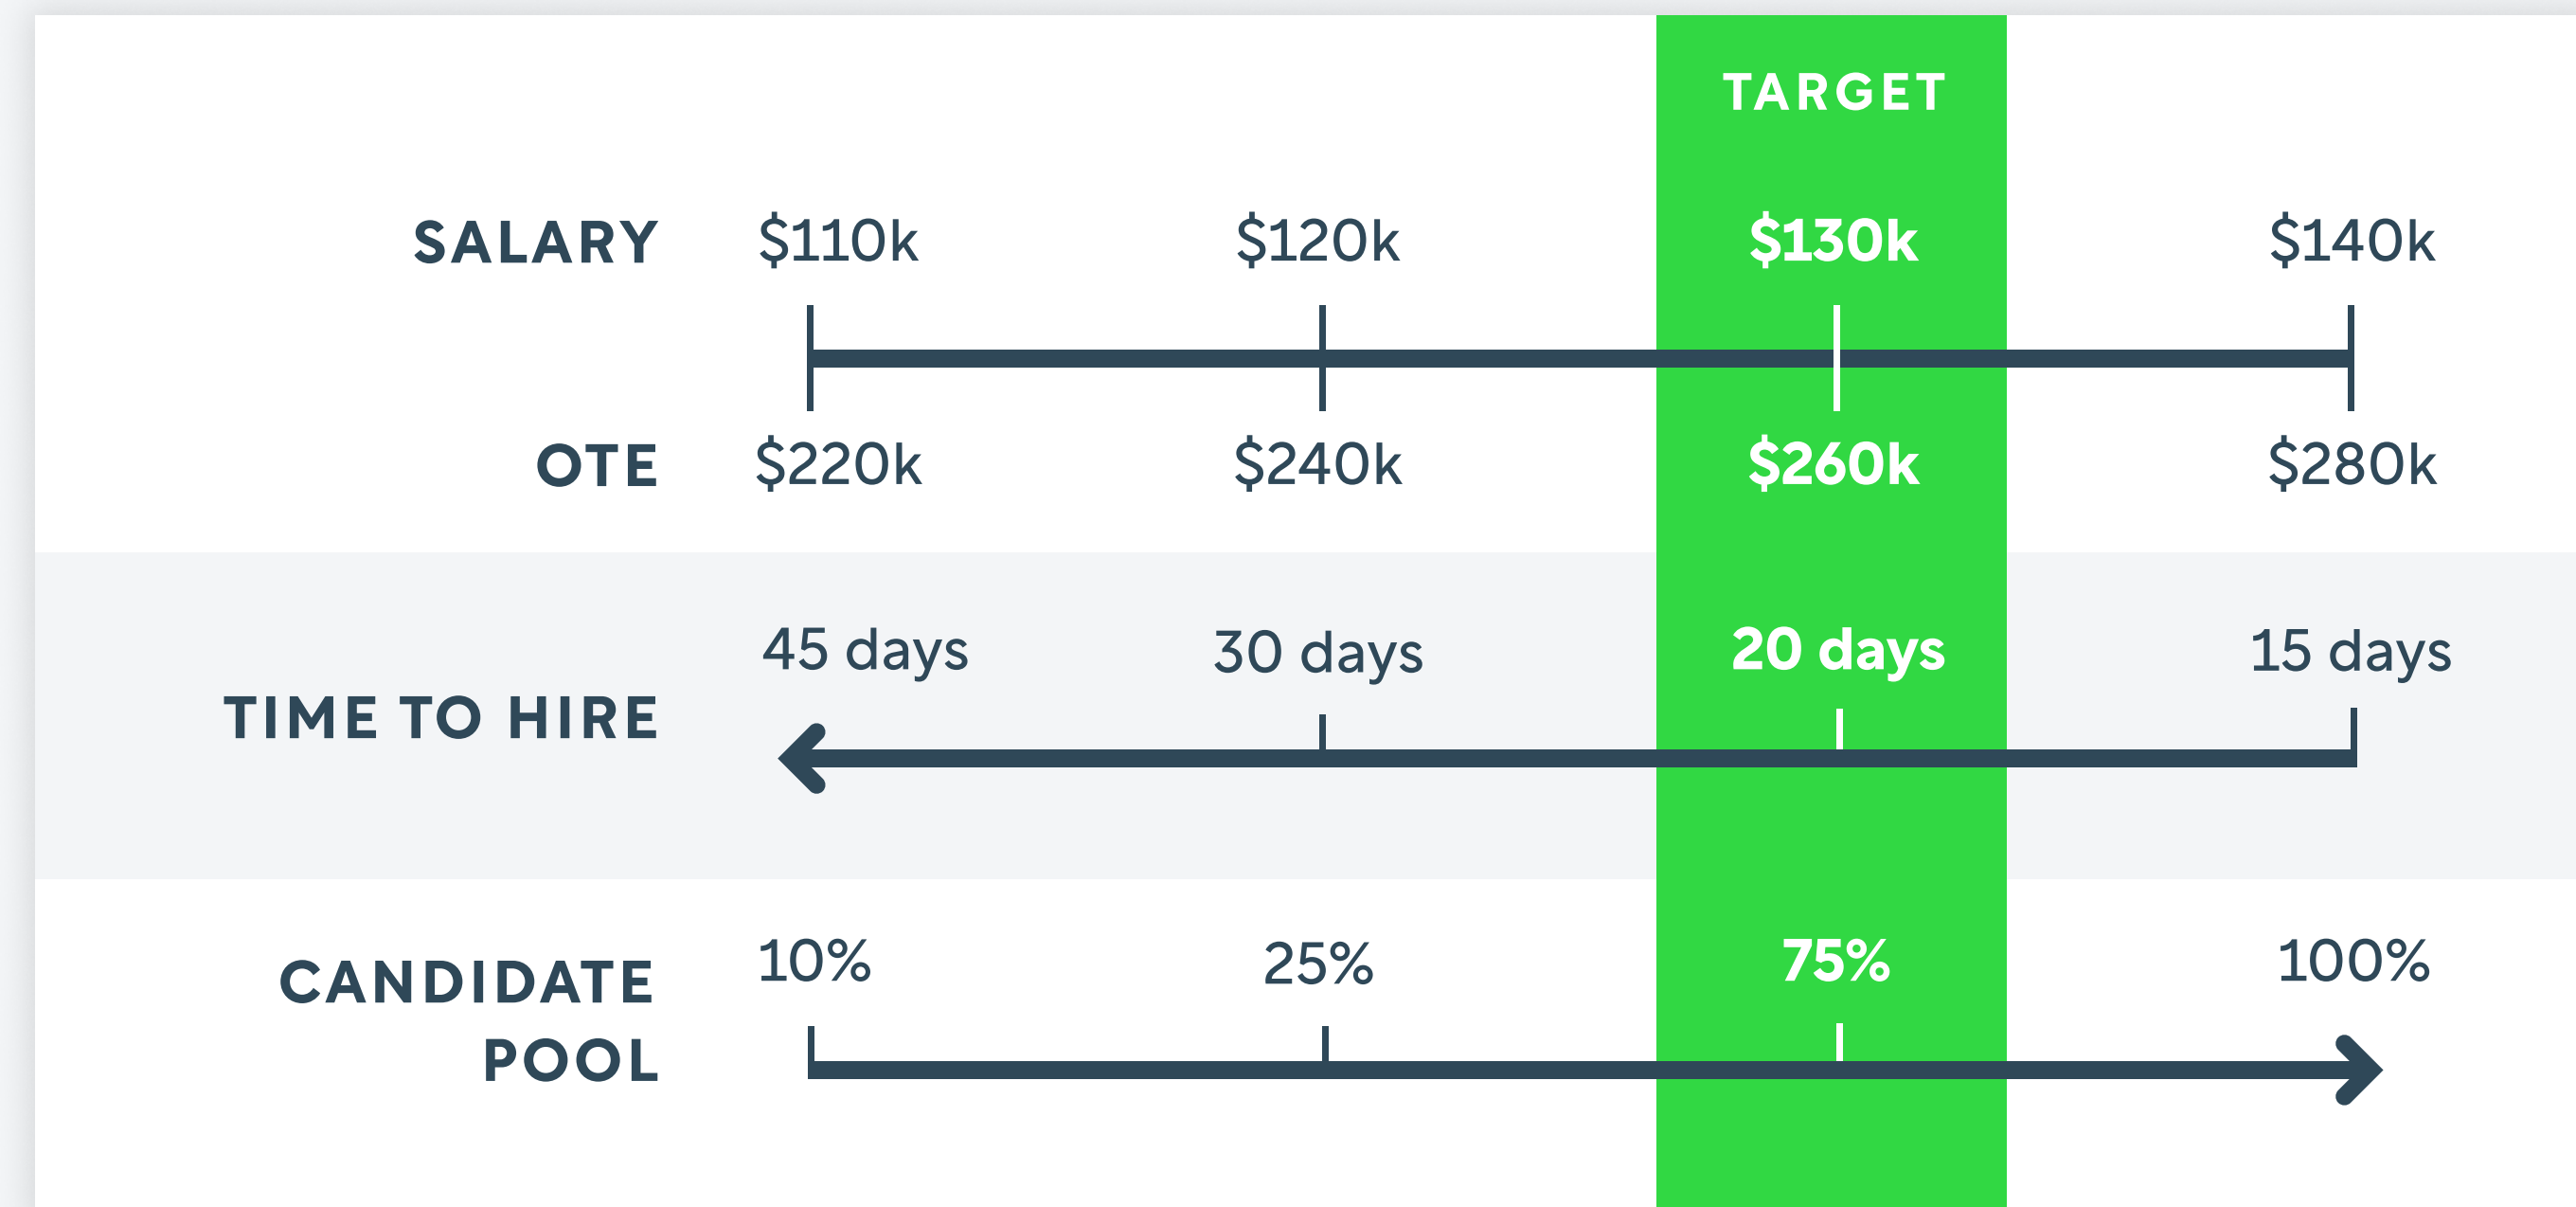 TARGET
SALARY $110k $120k $130k $140k
OTE $220k $240k $260k $280k
45 days 30 days 20 days 15 days
TIME TO HIRE
10% 25% 75% 100%
CANDIDATE
POOL